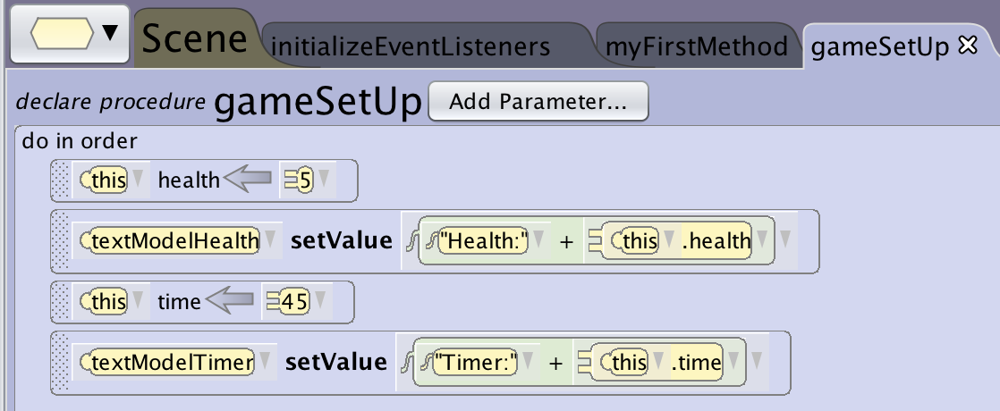 Scene initializeEventListeners myFirstMethod gameSetUp
declare procedure gameSetUp Add Parameter...
do in order
this health 5
textModelHealth setValue "Health:" + this .health
this time 45
textModelTimer setValue "Timer:" + this .time